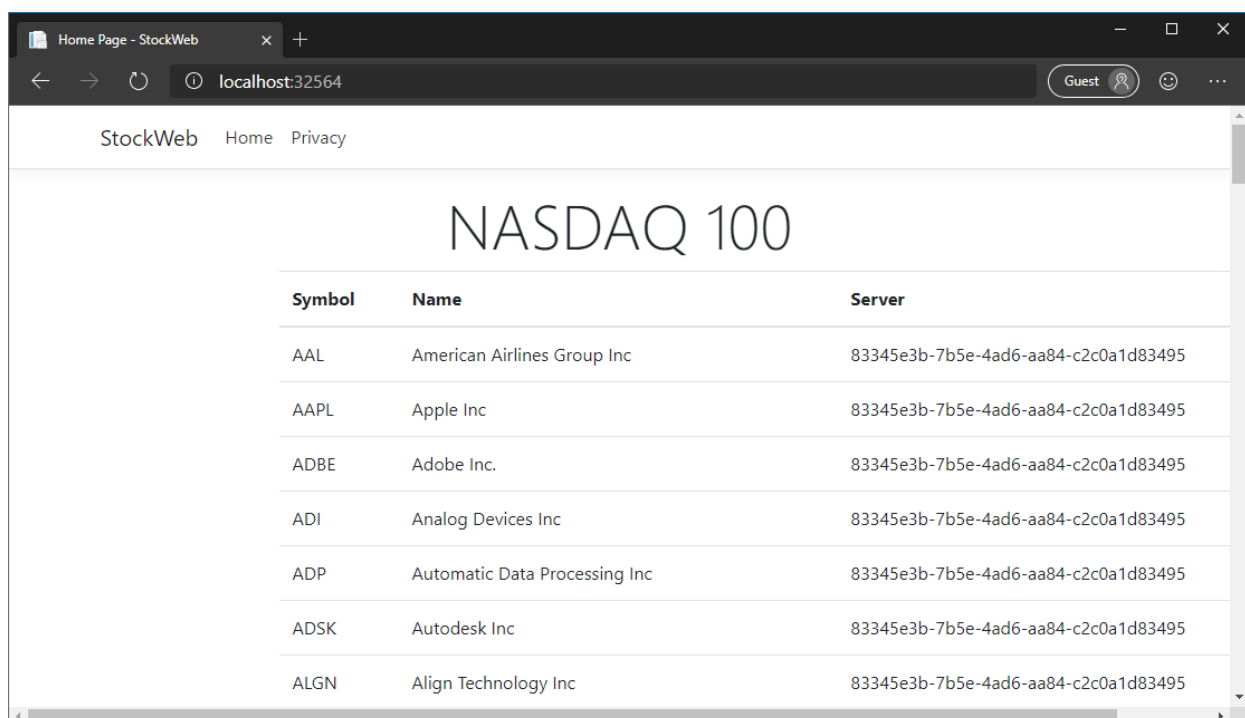 Home Page - StockWeb
localhost:32564 Guest
StockWeb Home Privacy
NASDAQ 100
Symbol Name Server
AAL American Airlines Group Inc 83345e3b-7b5e-4ad6-aa84-c2c0a1d83495
AAPL Apple Inc 83345e3b-7b5e-4ad6-aa84-c2c0a1d83495
ADBE Adobe Inc. 83345e3b-7b5e-4ad6-aa84-c2c0a1d83495
ADI Analog Devices Inc 83345e3b-7b5e-4ad6-aa84-c2c0a1d83495
ADP Automatic Data Processing Inc 83345e3b-7b5e-4ad6-aa84-c2c0a1d83495
ADSK Autodesk Inc 83345e3b-7b5e-4ad6-aa84-c2c0a1d83495
ALGN Align Technology Inc 83345e3b-7b5e-4ad6-aa84-c2c0a1d83495